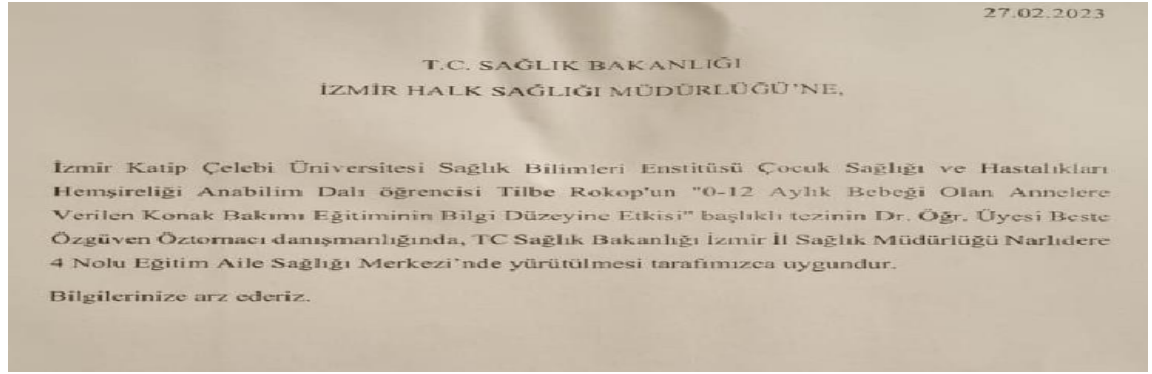 27.02.2023
T.C. SAĞLIK BAKANLIĞI
İZMİR HALK SAĞLIĞI MÜDÜRLÜĞÜ'NE,
İzmir Katip Çelebi Üniversitesi Sağlık Bilimleri Enstitüsü Çocuk Sağlığı ve Hastalıkları
Hemşireliği Anabilim Dalı öğrencisi Tilbe Rokop'un "0-12 Aylık Bebeği Olan Annelere
Verilen Konak Bakımı Eğitiminin Bilgi Düzeyine Etkisi" başlıklı tezinin Dr. Öğr. Üyesi Beste
Özgüven Öztornacı danışmanlığında, TC Sağlık Bakanlığı İzmir İl Sağlık Müdürlüğü Narlıdere
4 Nolu Eğitim Aile Sağlığı Merkezi'nde yürütülmesi tarafımızca uygundur.
Bilgilerinize arz ederiz.